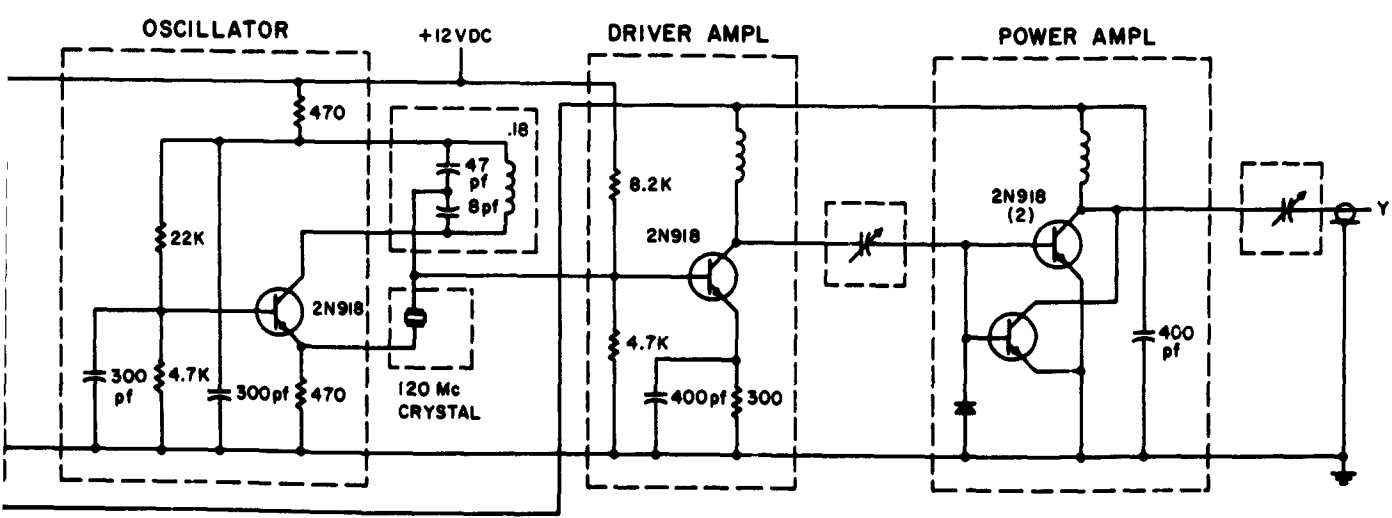 OSCILLATOR
+12VDC
DRIVER AMPL
POWER AMPL
470
.18
47
pf
8pf
8.2K
22K
2N918
2N918
(2)
2N918
Y
300
pf
4.7K
300pf
470
120 Mc
CRYSTAL
4.7K
400pf
300
400
pf